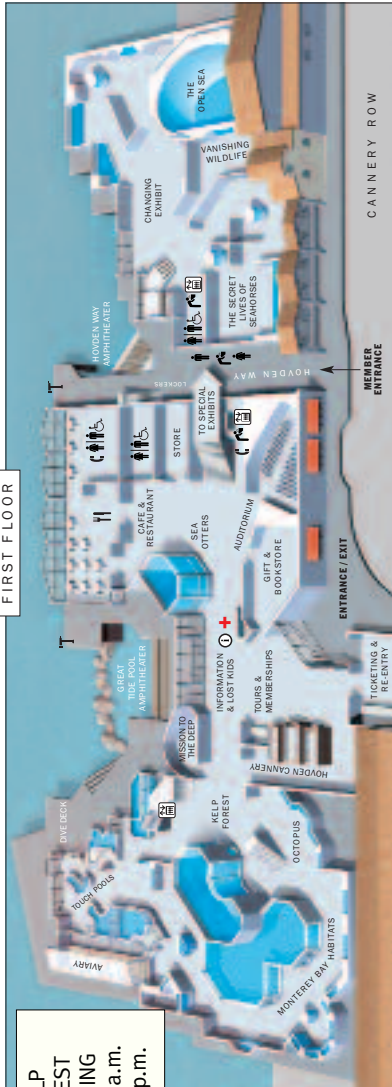 FIRST FLOOR
LP
EST
ING
a.m.
p.m.
AVIARY
TOUCH POOLS
DIVE DECK
GREAT
TIDE POOL
AMPHITHEATER
MISSION TO
THE DEEP
KELP
FOREST
OCTOPUS
MONTEREY BAY HABITATS
HOVDEN CANNERY
TOURS &
MEMBERSHIPS
INFORMATION
& LOST KIDS
i
TICKETING &
RE-ENTRY
ENTRANCE / EXIT
GIFT &
BOOKSTORE
AUDITORIUM
SEA
OTTERS
CAFE &
RESTAURANT
STORE
TO SPECIAL
EXHIBITS
LOCKERS
HOVDEN WAY
HOVDEN WAY
AMPHITHEATER
MEMBER
ENTRANCE
THE SECRET
LIVES OF
SEAHORSES
CHANGING
EXHIBIT
VANISHING
WILDLIFE
THE
OPEN SEA
CANNERY ROW